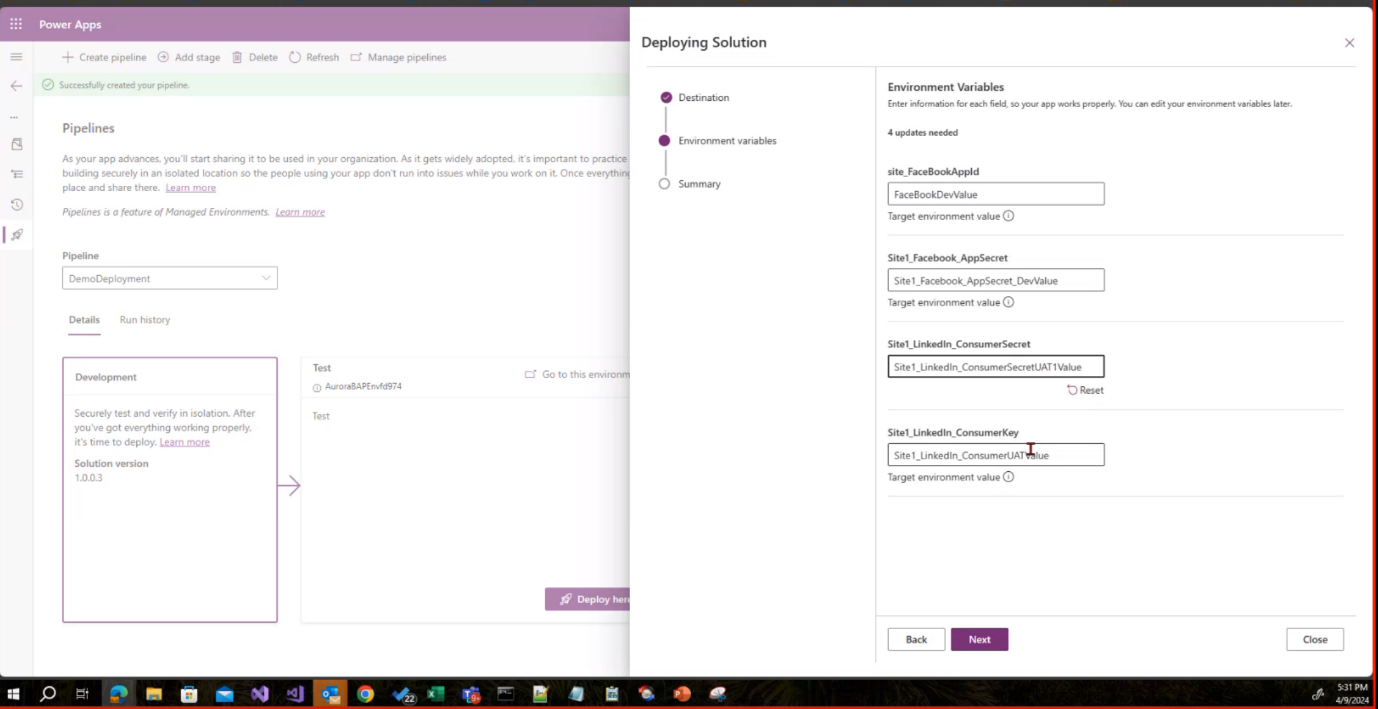 Power Apps
Create pipeline Add stage Delete Refresh Manage pipelines
Successfully created your pipeline.
Pipelines
As your app advances, you'll start sharing it to be used in your organization. As it gets widely adopted, it's important to practice
building securely in an isolated location so the people using your app don't run into issues while you work on it. Once everything
place and share there. Learn more
Pipelines is a feature of Managed Environments. Learn more
Pipeline
DemoDeployment
Details Run history
Development
Securely test and verify in isolation. After
you've got everything working properly,
it's time to deploy. Learn more
Solution version
1.0.0.3
Test
AuroraBAPEnvfd974
Go to this environm
Test
Deploy here
Deploying Solution
Destination
Environment variables
Summary
Environment Variables
Enter information for each field, so your app works properly. You can edit your environment variables later.
4 updates needed
site_FaceBookAppId
FaceBookDevValue
Target environment value
Site1_Facebook_AppSecret
Site1_Facebook_AppSecret_DevValue
Target environment value
Site1_LinkedIn_ConsumerSecret
Site1_LinkedIn_ConsumerSecretUAT1Value
Reset
Site1_LinkedIn_ConsumerKey
Site1_LinkedIn_ConsumerUATValue
Target environment value
Back Next Close
22
5:31 PM
4/9/2024